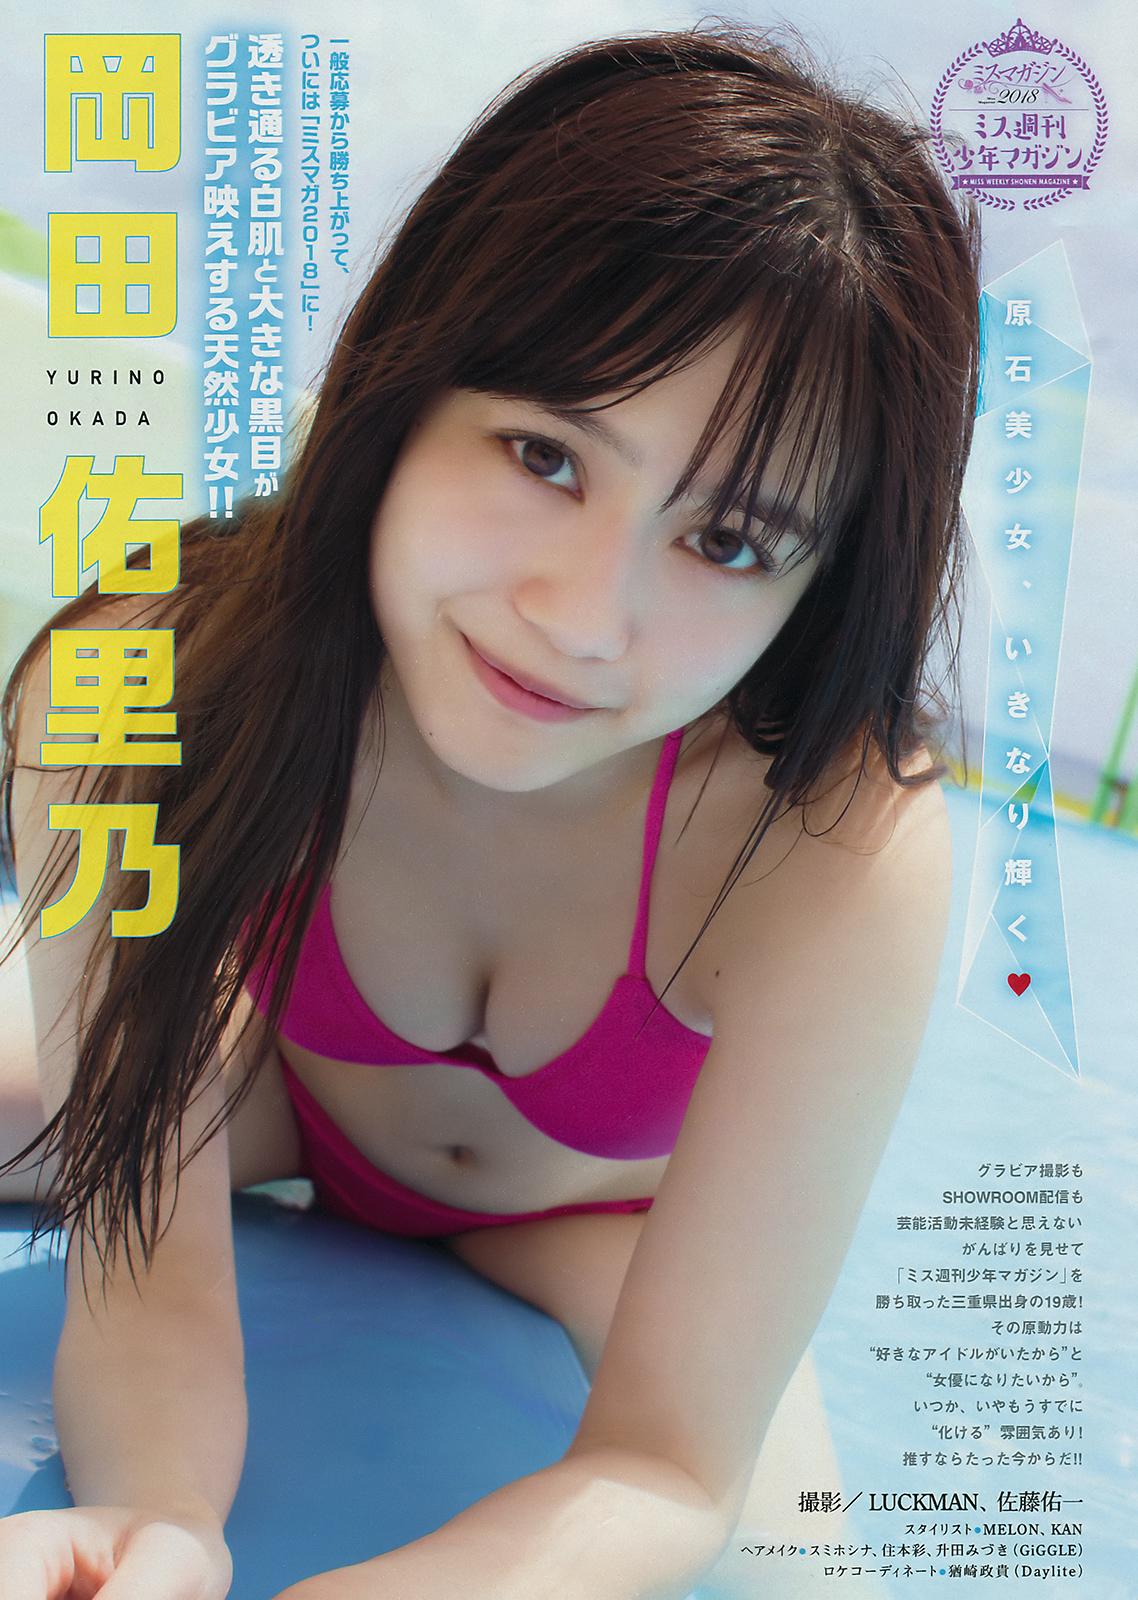 ミスマガジン
Miss Magazine 2018
ミス週刊
少年マガジン
★ MISS WEEKLY SHONEN MAGAZINE ★
原石美少女、いきなり輝く♥
一般応募から勝ち上がって、
ついには「ミスマガ2018」に!
透き通る白肌と大きな黒目が
グラビア映えする天然少女!!
岡田佑里乃
YURINO
OKADA
グラビア撮影も
SHOWROOM配信も
芸能活動未経験と思えない
がんばりを見せて
「ミス週刊少年マガジン」を
勝ち取った三重県出身の19歳!
その原動力は
“好きなアイドルがいたから”と
“女優になりたいから”。
いつか、いやもうすでに
“化ける” 雰囲気あり!
推すならたった今からだ!!
撮影／LUCKMAN、佐藤佑一
スタイリスト●MELON、KAN
ヘアメイク●スミホシナ、住本彩、升田みづき(GiGGLE)
ロケコーディネート●猶崎政貴(Daylite)